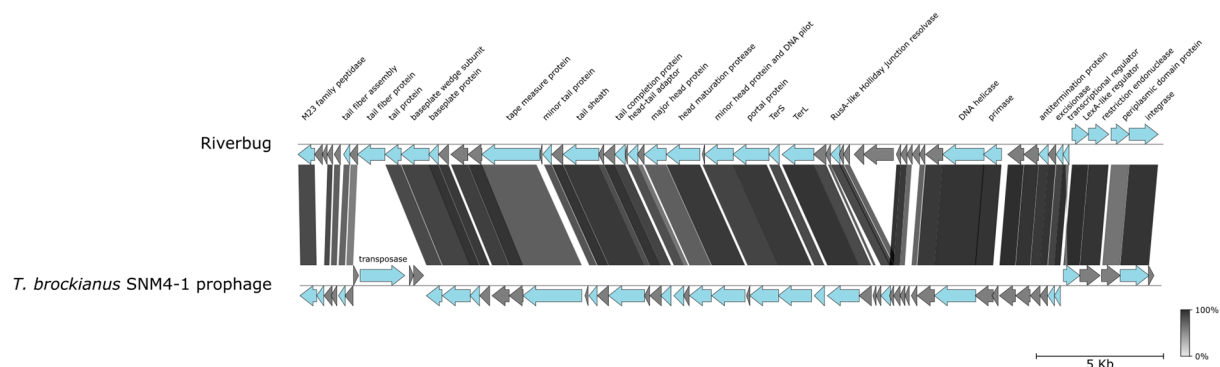 M23 family peptidase
tail fiber assembly
tail fiber protein
tail protein
baseplate wedge subunit
baseplate protein
tape measure protein
minor tail protein
tail sheath
tail completion protein
head-tail adaptor
major head protein
head maturation protease
minor head protein and DNA pilot
portal protein
TerS
TerL
RusA-like Holliday junction resolvase
DNA helicase
primase
antitermination protein
excisionase
transcriptional regulator
LexA-like regulator
restriction endonuclease
periplasmic domain protein
integrase
Riverbug
transposase
T. brockianus SNM4-1 prophage
100%
0%
5 Kb